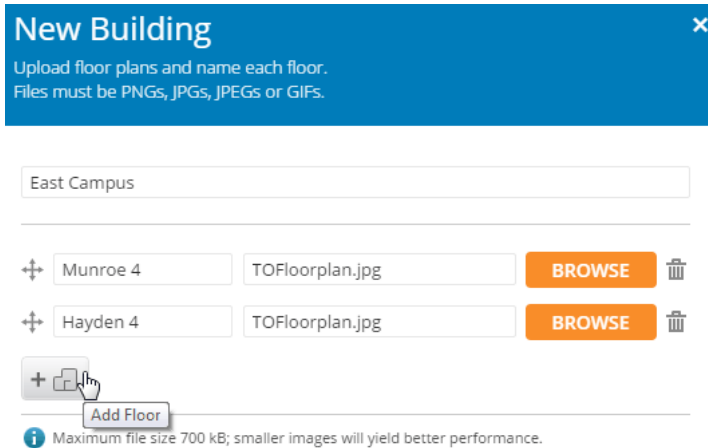 New Building
Upload floor plans and name each floor.
Files must be PNGs, JPGs, JPEGs or GIFs.
East Campus
Munroe 4 TOFloorplan.jpg BROWSE
Hayden 4 TOFloorplan.jpg BROWSE
Add Floor
Maximum file size 700 kB; smaller images will yield better performance.